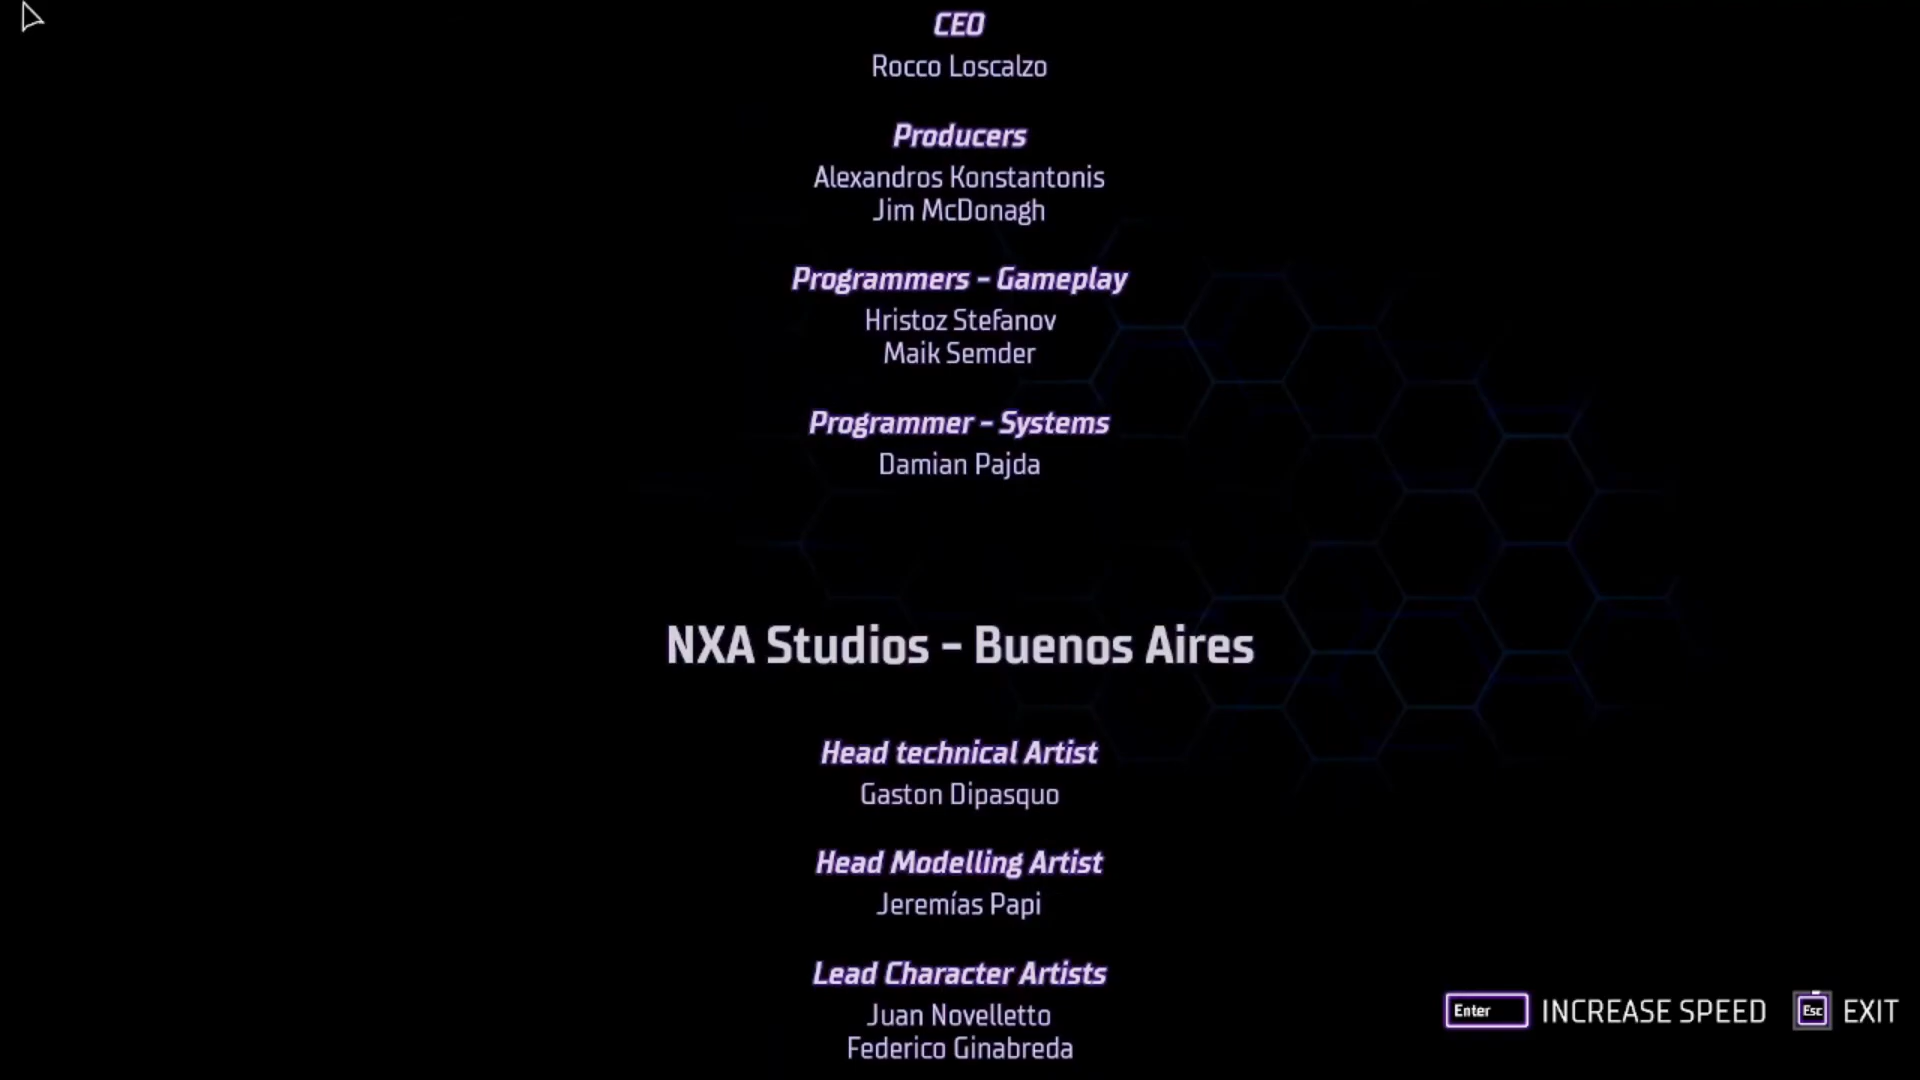 CEO
Rocco Loscalzo
Producers
Alexandros Konstantonis
Jim McDonagh
Programmers - Gameplay
Hristoz Stefanov
Maik Semder
Programmer - Systems
Damian Pajda
NXA Studios - Buenos Aires
Head technical Artist
Gaston Dipasquo
Head Modelling Artist
Jeremías Papi
Lead Character Artists
Juan Novelletto
Federico Ginabreda
Enter INCREASE SPEED Esc EXIT